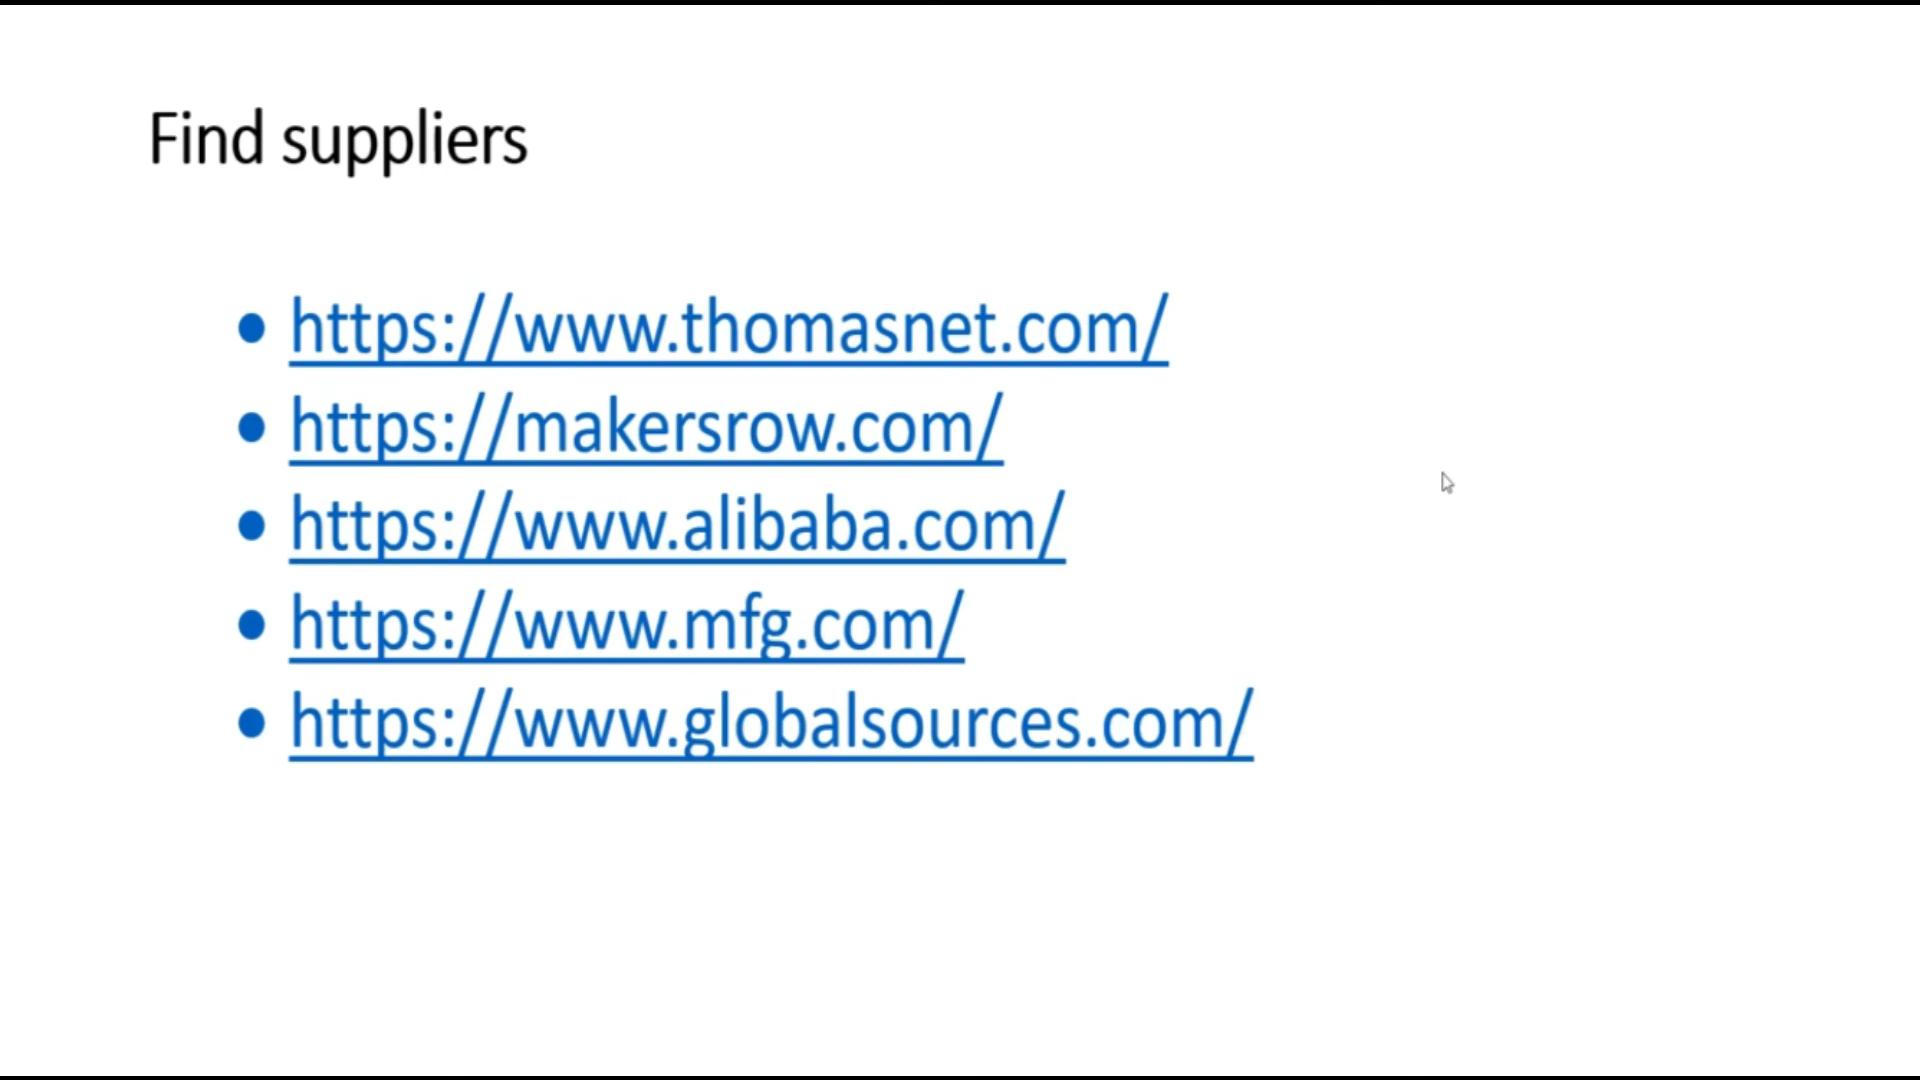 Find suppliers
• https://www.thomasnet.com/
• https://makersrow.com/
• https://www.alibaba.com/
• https://www.mfg.com/
• https://www.globalsources.com/